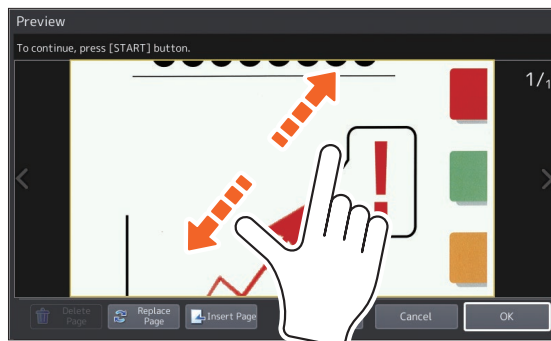 Preview
To continue, press [START] button.
1/1
!
Delete
Page
Replace
Page
Insert Page
Cancel
OK